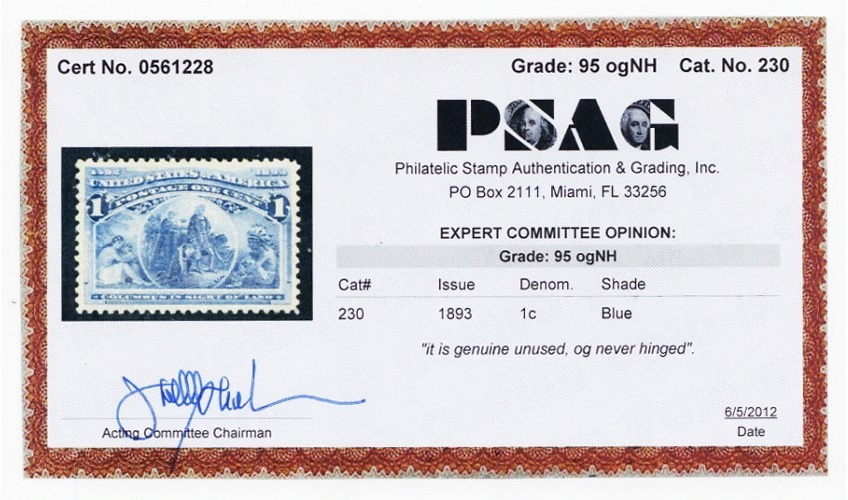 Cert No. 0561228
Grade: 95 ogNH Cat. No. 230
PSAG
Philatelic Stamp Authentication & Grading, Inc.
PO Box 2111, Miami, FL 33256
1492 1892
UNITED STATES OF AMERICA
POSTAGE ONE CENT
1 1
COLUMBUS IN SIGHT OF LAND
EXPERT COMMITTEE OPINION:
Grade: 95 ogNH
Cat# Issue Denom. Shade
230 1893 1c Blue
"it is genuine unused, og never hinged".
Acting Committee Chairman
6/5/2012
Date